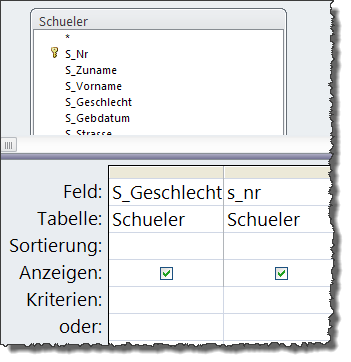 Schueler
*
S_Nr
S_Zuname
S_Vorname
S_Geschlecht
S_Gebdatum
S_Strasse
Feld: S_Geschlecht s_nr
Tabelle: Schueler Schueler
Sortierung:
Anzeigen:
Kriterien:
oder: